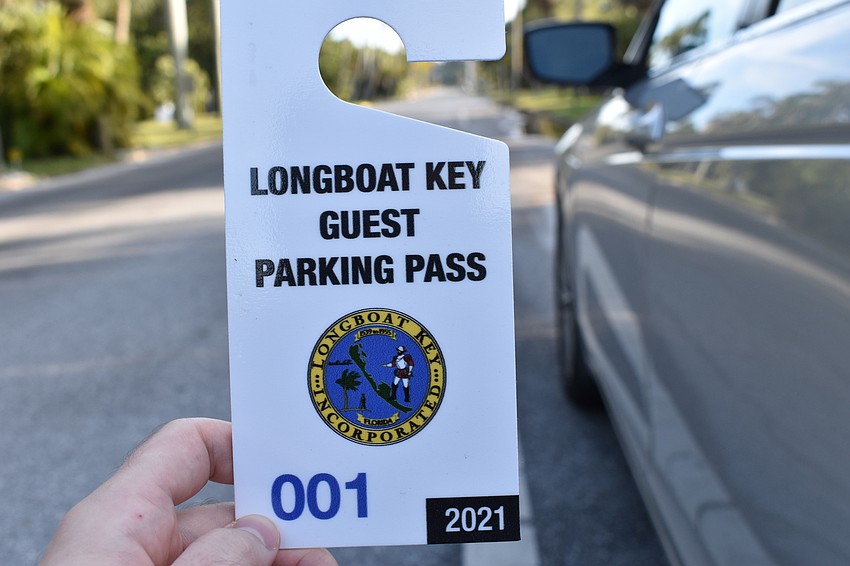 LONGBOAT KEY
GUEST
PARKING PASS
LONGBOAT KEY
INCORPORATED
FLORIDA
001
2021